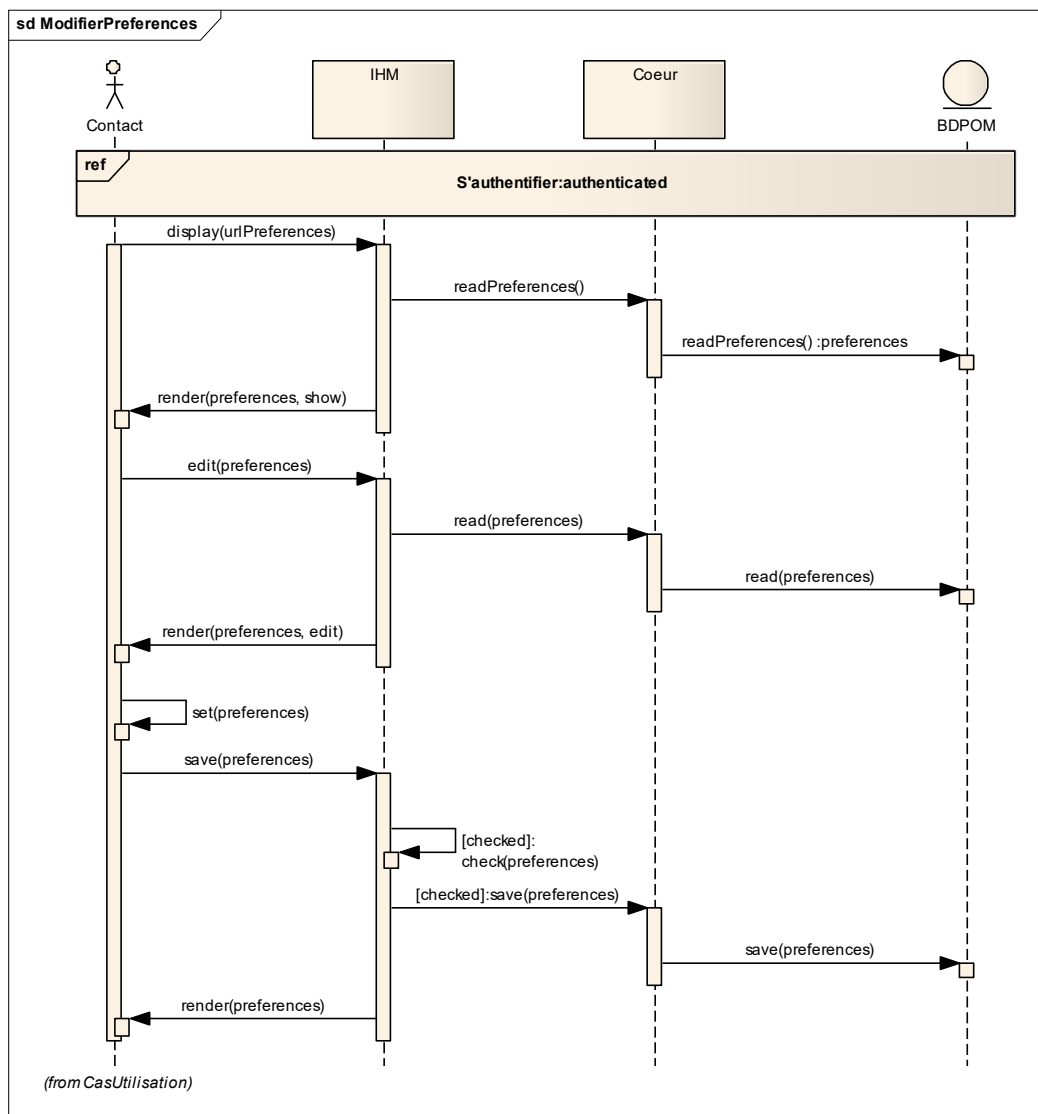 sd ModifierPreferences
Contact
IHM
Coeur
BDPOM
ref
S'authentifier:authenticated
display(urlPreferences)
readPreferences()
readPreferences() :preferences
render(preferences, show)
edit(preferences)
read(preferences)
read(preferences)
render(preferences, edit)
set(preferences)
save(preferences)
[checked]:
check(preferences)
[checked]:save(preferences)
save(preferences)
render(preferences)
(from CasUtilisation)